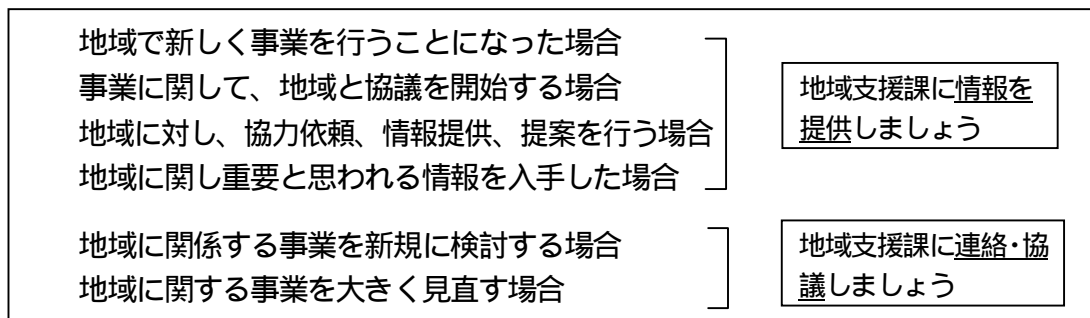 地域で新しく事業を行うことになった場合
事業に関して、地域と協議を開始する場合
地域に対し、協力依頼、情報提供、提案を行う場合
地域に関し重要と思われる情報を入手した場合
地域支援課に情報を
提供しましょう
地域に関係する事業を新規に検討する場合
地域に関する事業を大きく見直す場合
地域支援課に連絡・協
議しましょう